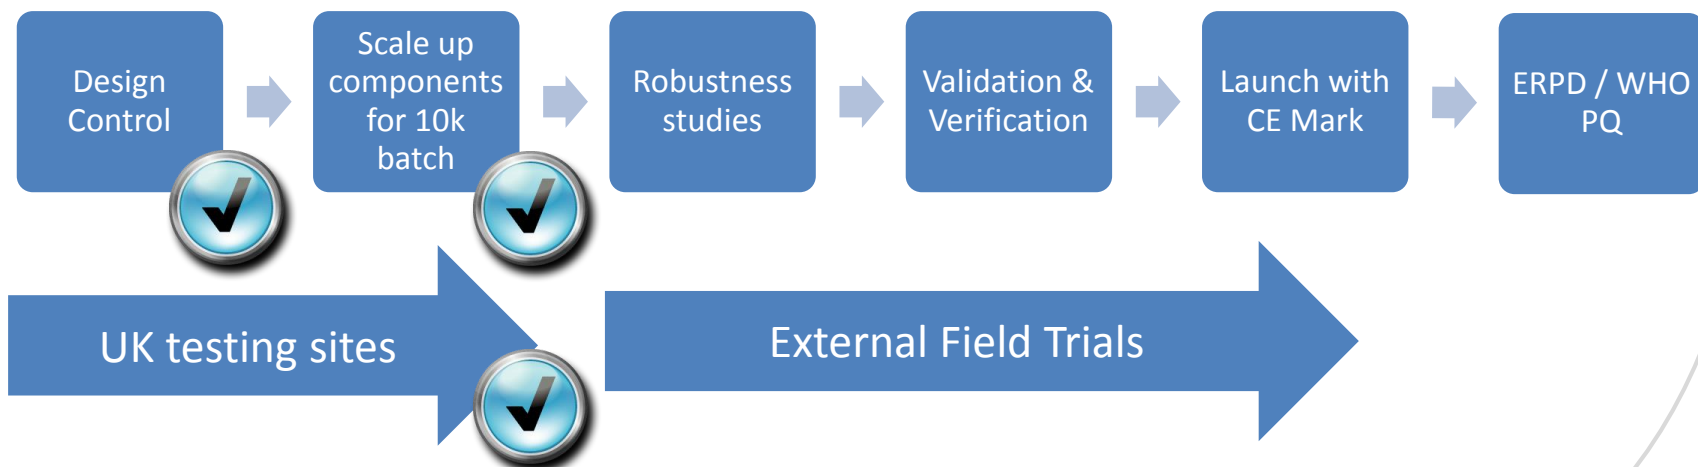 Design
Control
Scale up
components
for 10k
batch
Robustness
studies
Validation &
Verification
Launch with
CE Mark
ERPD / WHO
PQ
UK testing sites
External Field Trials